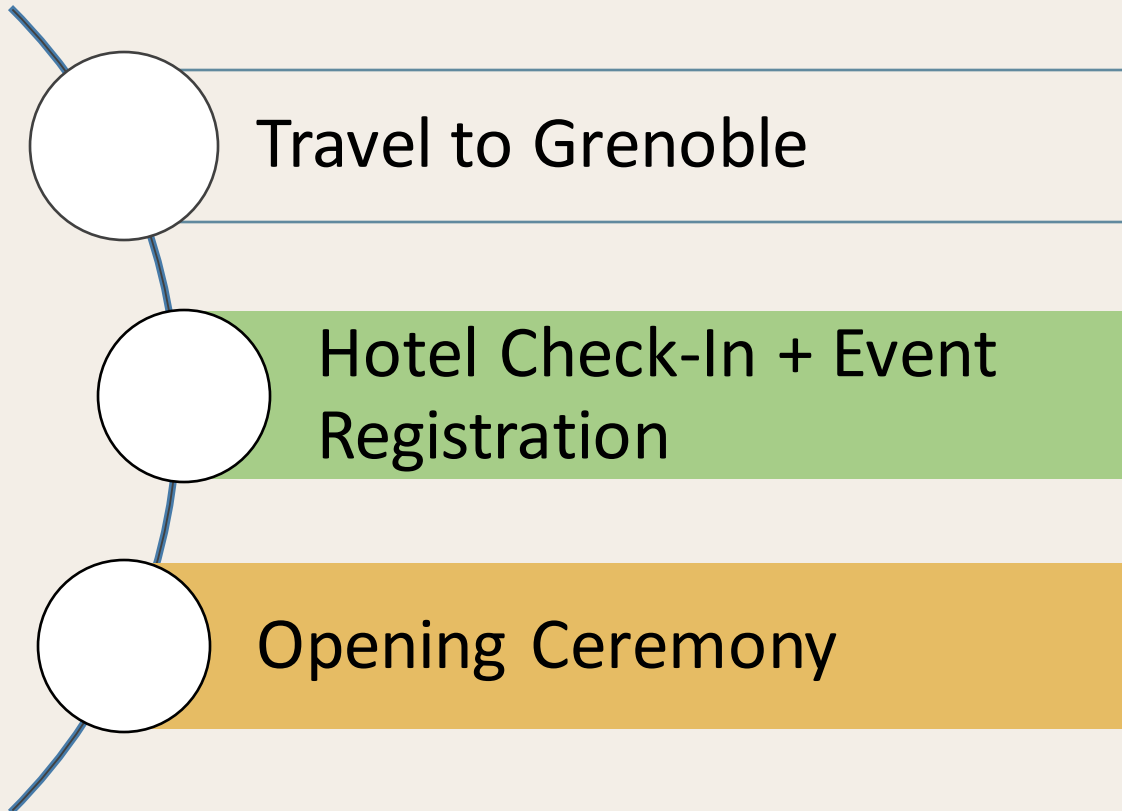 Travel to Grenoble
Hotel Check-In + Event
Registration
Opening Ceremony